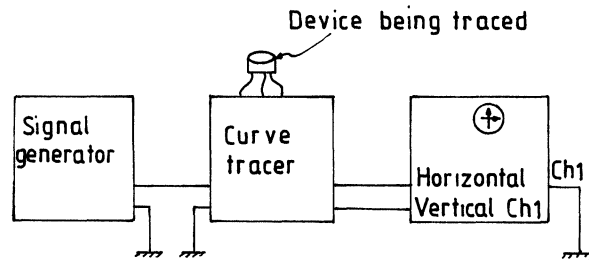 Device being traced
Signal
generator
Curve
tracer
Horizontal
Vertical Ch1
Ch1